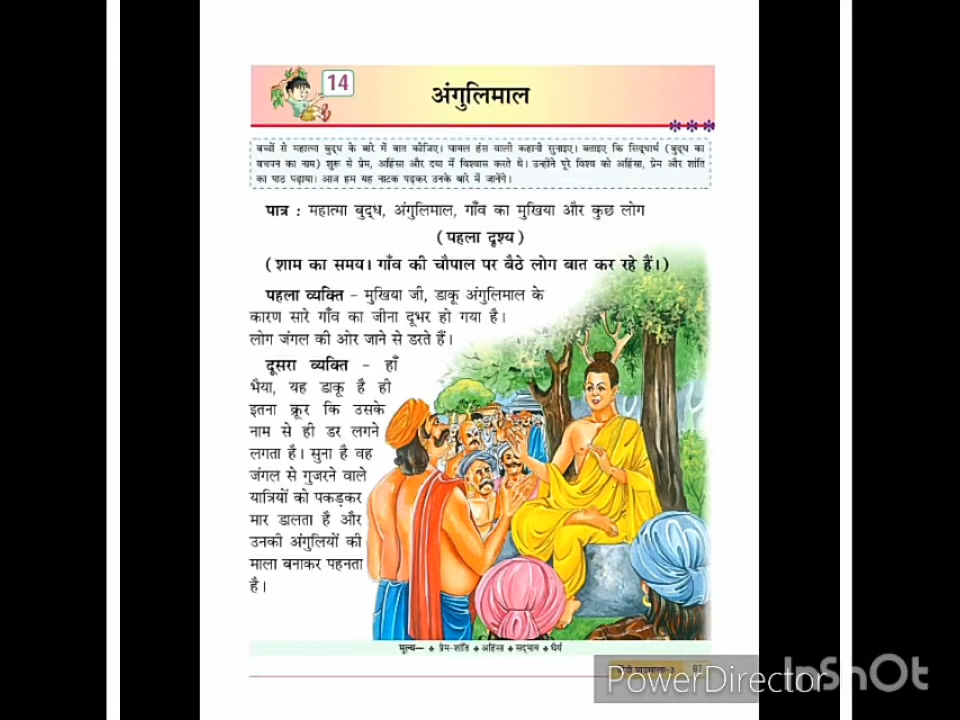 14
अंगुलिमाल
बच्चों से महात्मा बुद्ध के बारे में बात कीजिए। घायल हंस वाली कहानी सुनाइए। बताइए कि सिद्धार्थ (बुद्ध का
बचपन का नाम) शुरू से प्रेम, अहिंसा और दया में विश्वास करते थे। उन्होंने पूरे विश्व को अहिंसा, प्रेम और शांति
का पाठ पढ़ाया। आज हम यह नाटक पढ़कर उनके बारे में जानेंगे।
पात्र : महात्मा बुद्ध, अंगुलिमाल, गाँव का मुखिया और कुछ लोग
(पहला दृश्य)
(शाम का समय। गाँव की चौपाल पर बैठे लोग बात कर रहे हैं।)
पहला व्यक्ति – मुखिया जी, डाकू अंगुलिमाल के
कारण सारे गाँव का जीना दूभर हो गया है।
लोग जंगल की ओर जाने से डरते हैं।
दूसरा व्यक्ति – हाँ
भैया, यह डाकू है ही
इतना क्रूर कि उसके
नाम से ही डर लगने
लगता है। सुना है वह
जंगल से गुजरने वाले
यात्रियों को पकड़कर
मार डालता है और
उनकी अंगुलियों की
माला बनाकर पहनता
है।
मूल्य— प्रेम-शांति अहिंसा सद्भाव धैर्य
पाठमाला-3 87
PowerDirector
InShOt